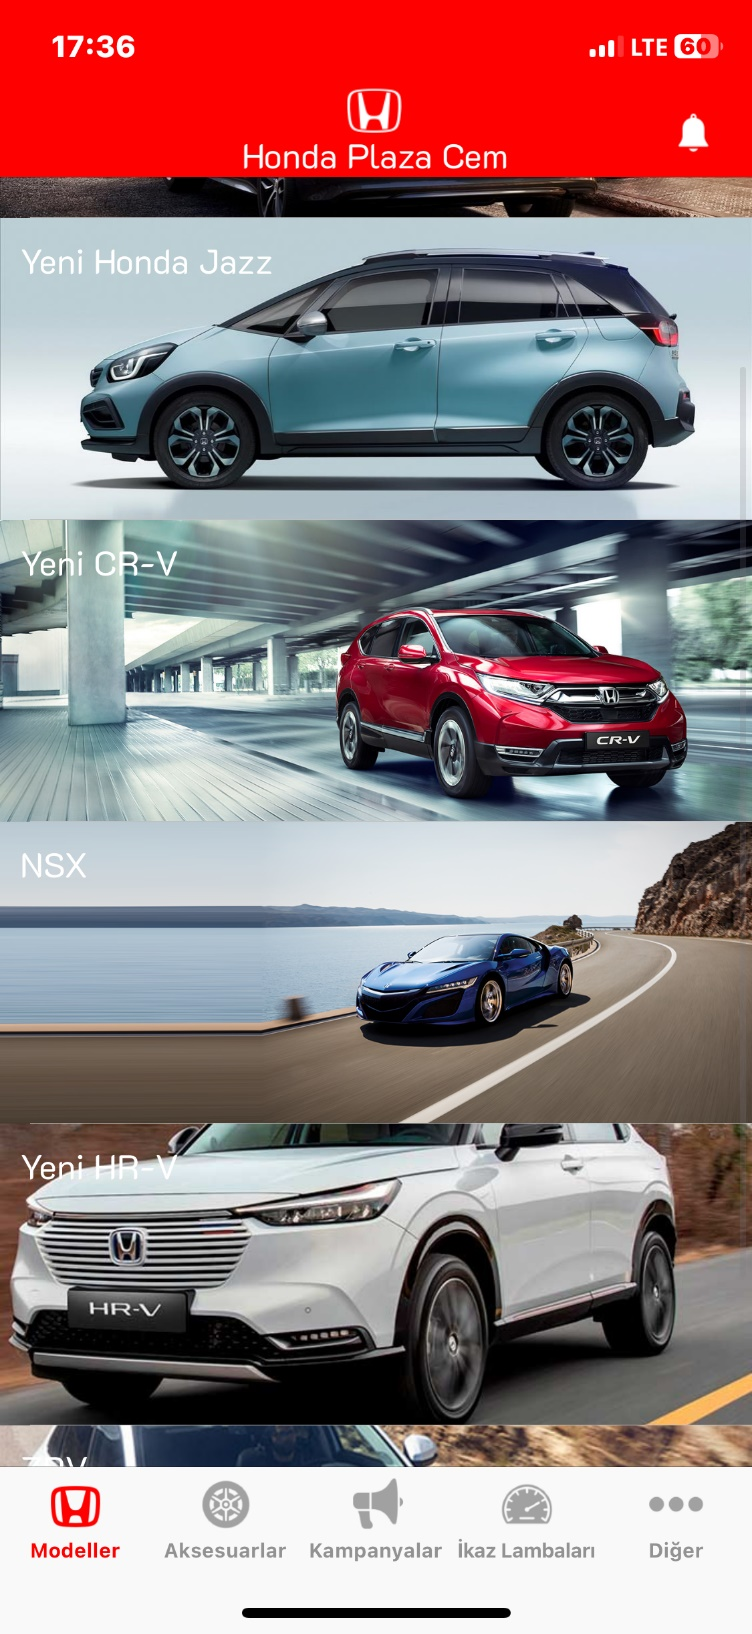 17:36
LTE 60
Honda Plaza Cem
Yeni Honda Jazz
Yeni CR-V
CR-V
NSX
Yeni HR-V
HR-V
Modeller
Aksesuarlar
Kampanyalar
İkaz Lambaları
Diğer